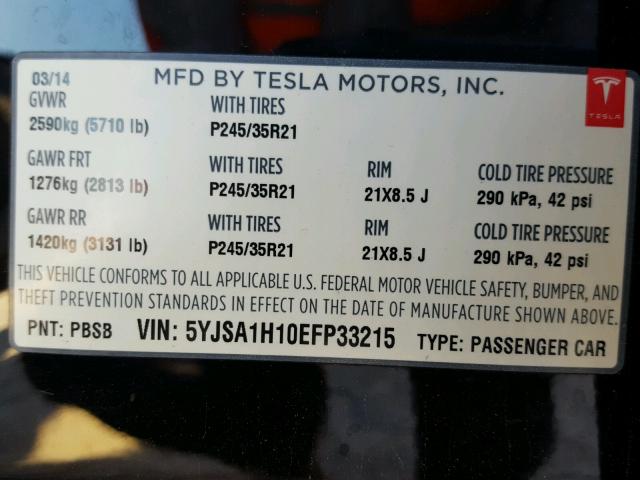 03/14 MFD BY TESLA MOTORS, INC.
TESLA
GVWR WITH TIRES
2590kg (5710 lb) P245/35R21
GAWR FRT WITH TIRES RIM COLD TIRE PRESSURE
1276kg (2813 lb) P245/35R21 21X8.5 J 290 kPa, 42 psi
GAWR RR WITH TIRES RIM COLD TIRE PRESSURE
1420kg (3131 lb) P245/35R21 21X8.5 J 290 kPa, 42 psi
THIS VEHICLE CONFORMS TO ALL APPLICABLE U.S. FEDERAL MOTOR VEHICLE SAFETY, BUMPER, AND
THEFT PREVENTION STANDARDS IN EFFECT ON THE DATE OF MANUFACTURE SHOWN ABOVE.
PNT: PBSB VIN: 5YJSA1H10EFP33215 TYPE: PASSENGER CAR